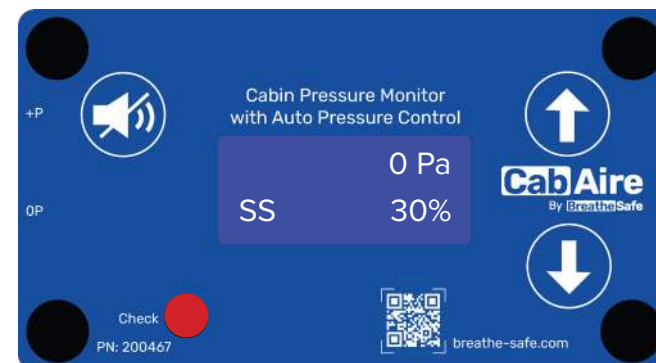 Cabin Pressure Monitor
with Auto Pressure Control
+P
0 Pa
SS 30%
CabAire
By BreatheSafe
0P
Check
PN: 200467
breathe-safe.com